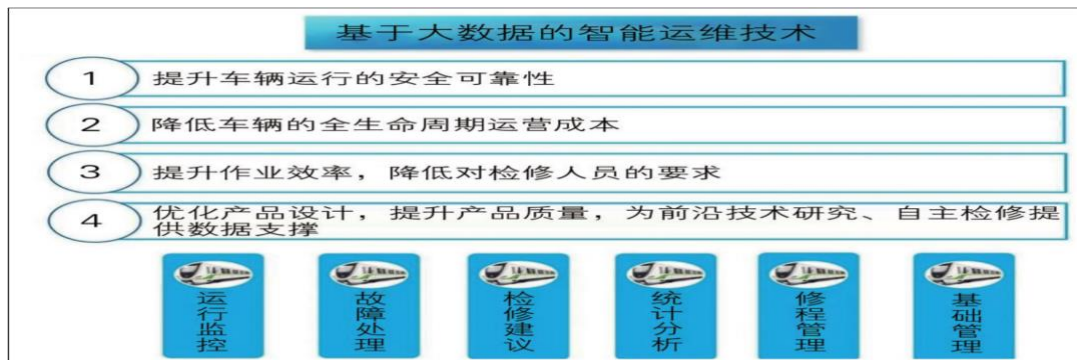 基于大数据的智能运维技术
1 提升车辆运行的安全可靠性
2 降低车辆的全生命周期运营成本
3 提升作业效率，降低对检修人员的要求
4 优化产品设计，提升产品质量，为前沿技术研究、自主检修提
供数据支撑
运行监控
故障处理
检修建议
统计分析
修程管理
基础管理